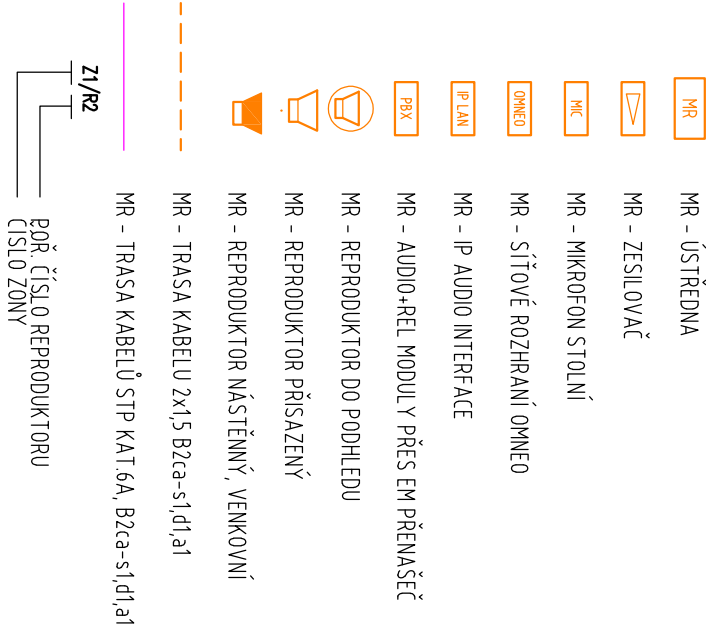 MR MR - ÚSTŘEDNA
MR - ZESILOVAČ
MIC MR - MIKROFON STOLNÍ
OMNEO MR - SÍŤOVÉ ROZHRANÍ OMNEO
IP LAN MR - IP AUDIO INTERFACE
PBX MR - AUDIO+REL MODULY PŘES EM PŘENAŠEČ
MR - REPRODUKTOR DO PODHLEDU
MR - REPRODUKTOR PŘISAZENÝ
MR - REPRODUKTOR NÁSTĚNNÝ, VENKOVNÍ
MR - TRASA KABELU 2x1,5 B2ca-s1,d1,a1
MR - TRASA KABELŮ STP KAT.6A, B2ca-s1,d1,a1
Z1/R2
POŘ. ČÍSLO REPRODUKTORU
ČÍSLO ZÓNY